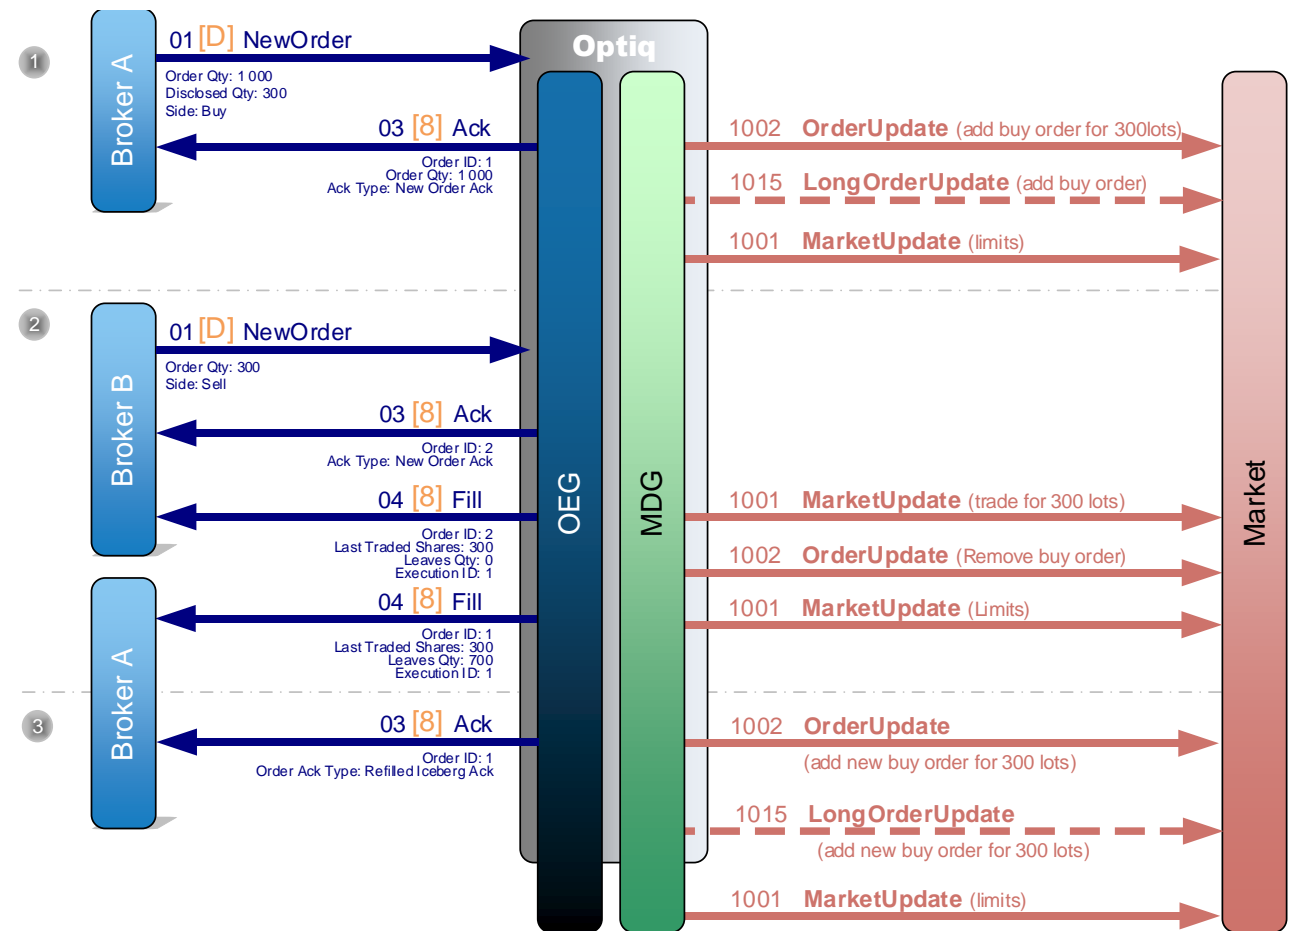 1
Broker A
01 [D] NewOrder
Order Qty: 1 000
Disclosed Qty: 300
Side: Buy
03 [8] Ack
Order ID: 1
Order Qty: 1 000
Ack Type: New Order Ack
Optiq
OEG
MDG
Market
1002 OrderUpdate (add buy order for 300lots)
1015 LongOrderUpdate (add buy order)
1001 MarketUpdate (limits)
2
Broker B
01 [D] NewOrder
Order Qty: 300
Side: Sell
03 [8] Ack
Order ID: 2
Ack Type: New Order Ack
04 [8] Fill
Order ID: 2
Last Traded Shares: 300
Leaves Qty: 0
Execution ID: 1
1001 MarketUpdate (trade for 300 lots)
1002 OrderUpdate (Remove buy order)
1001 MarketUpdate (Limits)
Broker A
04 [8] Fill
Order ID: 1
Last Traded Shares: 300
Leaves Qty: 700
Execution ID: 1
3
03 [8] Ack
Order ID: 1
Order Ack Type: Refilled Iceberg Ack
1002 OrderUpdate
(add new buy order for 300 lots)
1015 LongOrderUpdate
(add new buy order for 300 lots)
1001 MarketUpdate (limits)